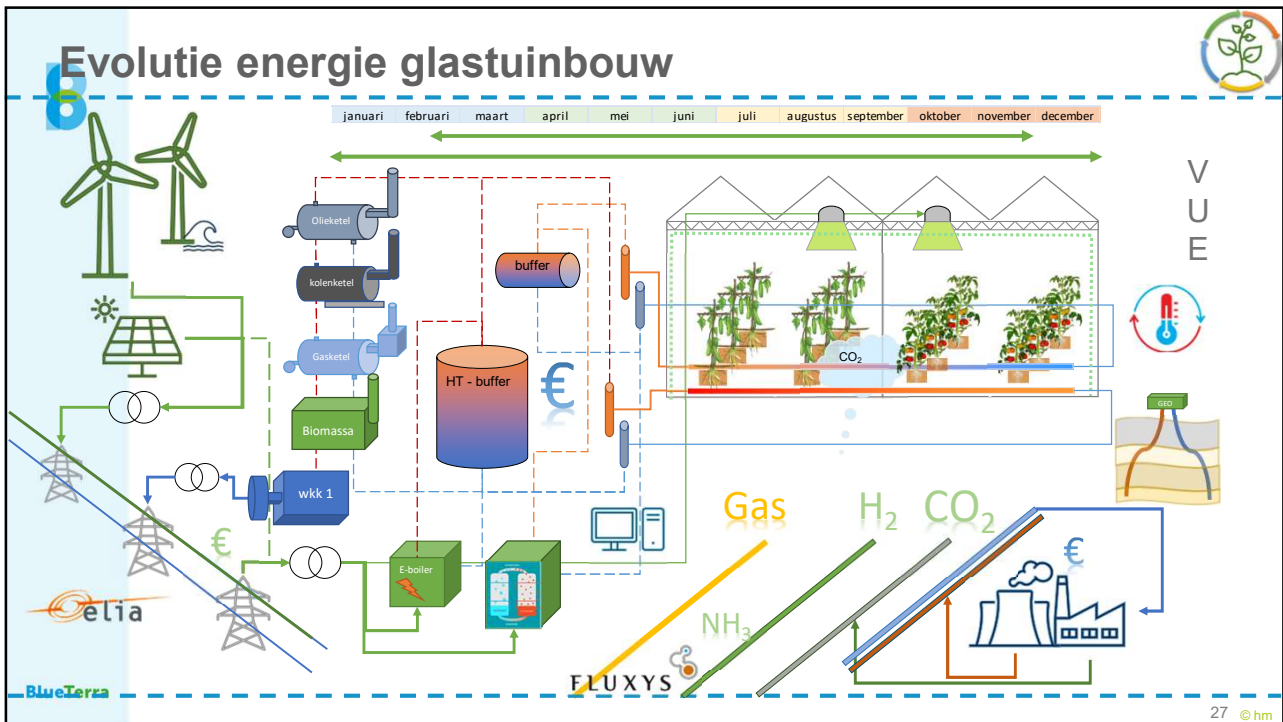 Evolutie energie glastuinbouw
januari februari maart april mei juni juli augustus september oktober november december
V
U
E
Olieketel
kolenketel
Gasketel
Biomassa
wkk 1
buffer
HT - buffer
€
CO₂
GEO
€
E-boiler
Gas
H₂
CO₂
€
NH₃
elia
FLUXYS
BlueTerra
27 © hm